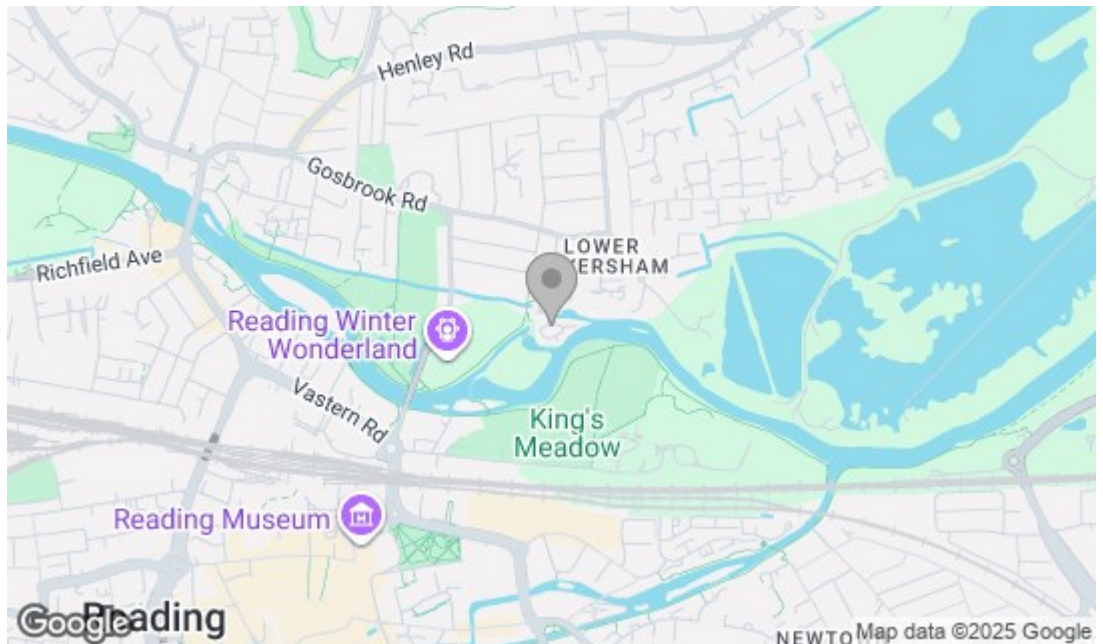 Henley Rd
Gosbrook Rd
LOWER
ERSHAM
Richfield Ave
Reading Winter
Wonderland
Vastern Rd
King's
Meadow
Reading Museum
Google
Reading
NEWTO
Map data ©2025 Google